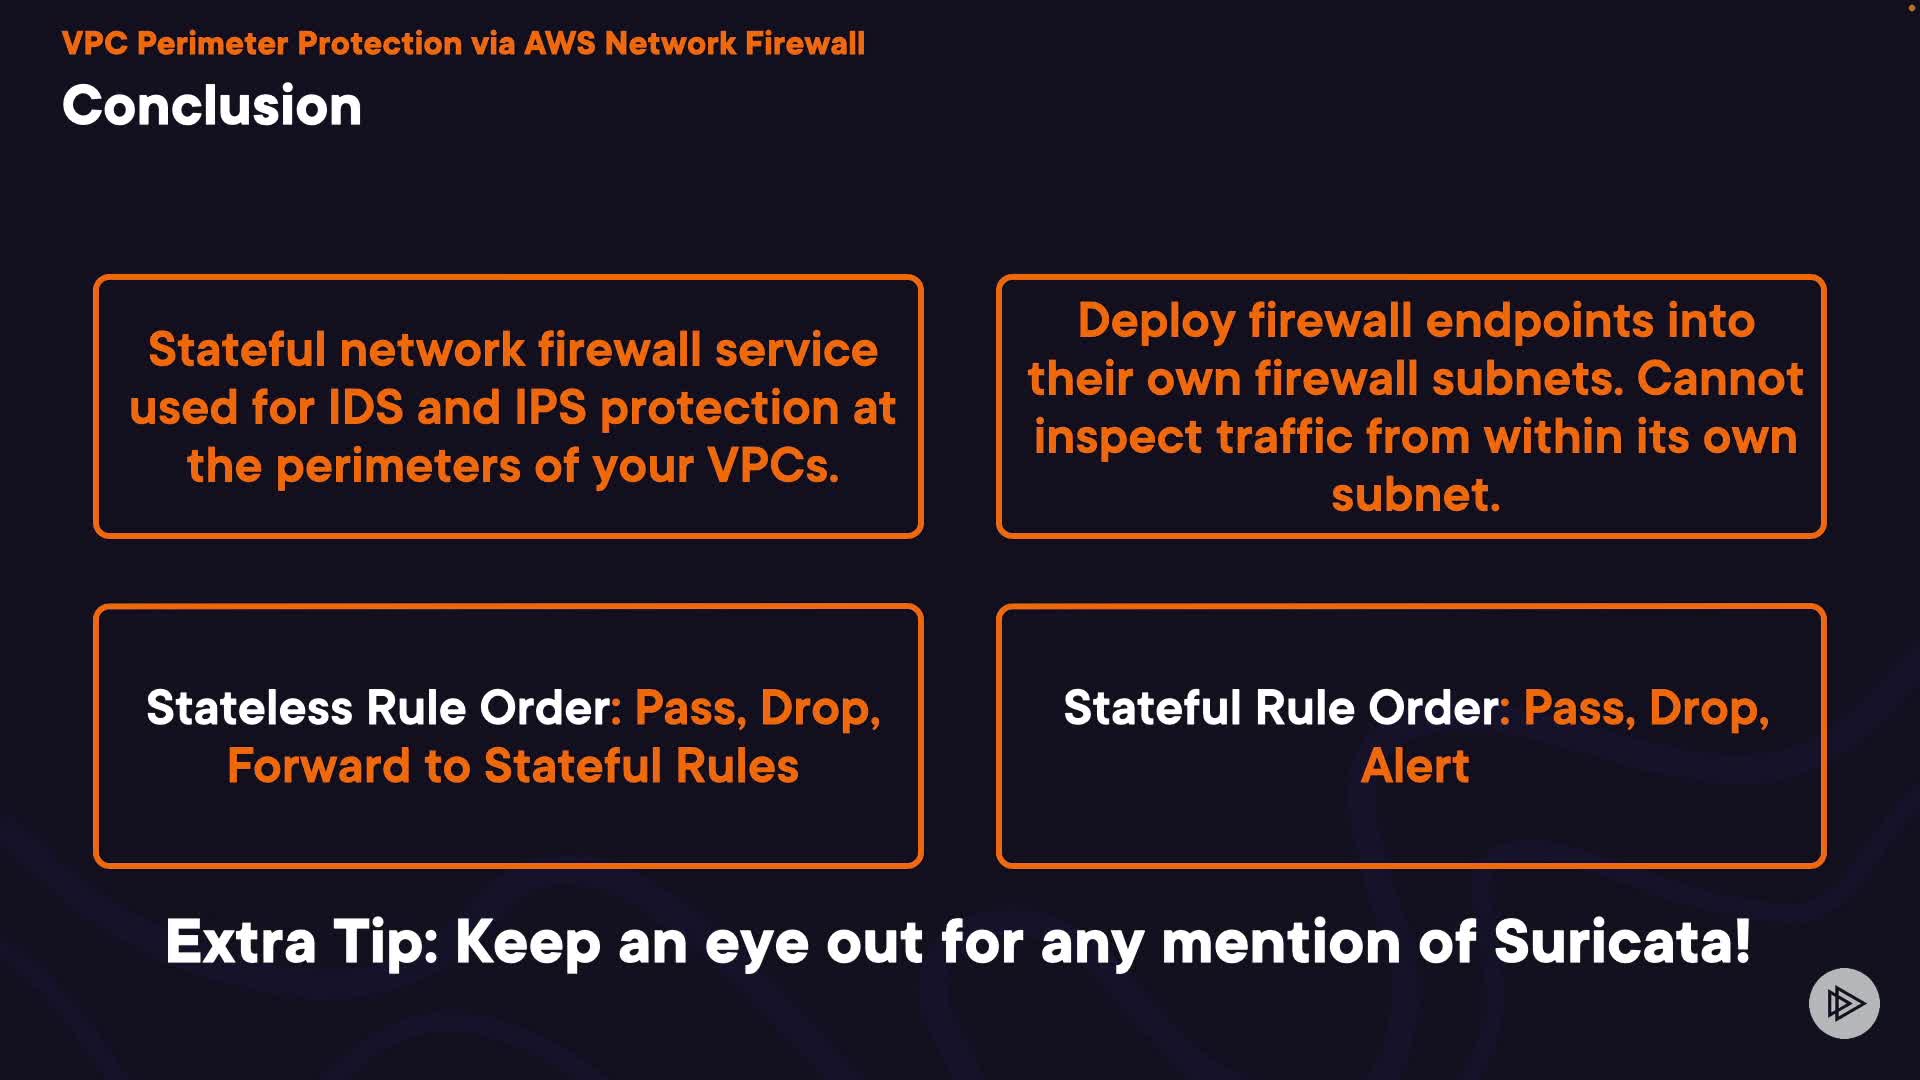 VPC Perimeter Protection via AWS Network Firewall
Conclusion
Stateful network firewall service
used for IDS and IPS protection at
the perimeters of your VPCs.
Deploy firewall endpoints into
their own firewall subnets. Cannot
inspect traffic from within its own
subnet.
Stateless Rule Order: Pass, Drop,
Forward to Stateful Rules
Stateful Rule Order: Pass, Drop,
Alert
Extra Tip: Keep an eye out for any mention of Suricata!